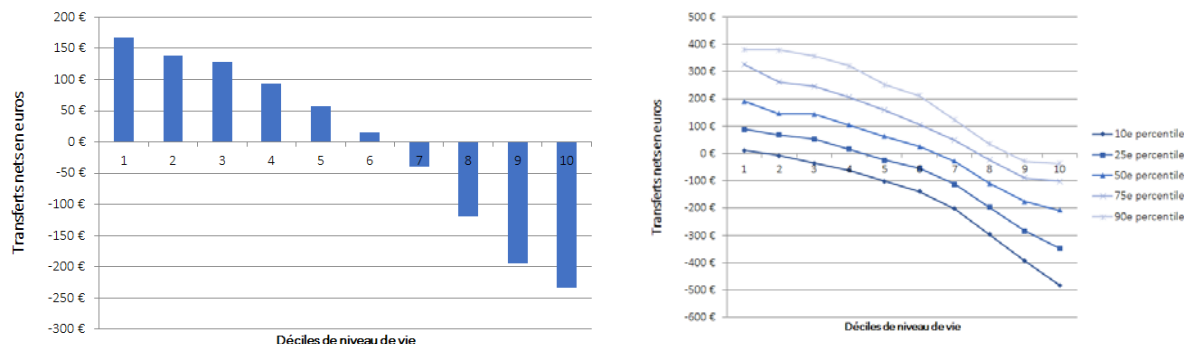 200 €
150 €
100 €
50 €
0 €
-50 €
-100 €
-150 €
-200 €
-250 €
-300 €
1 2 3 4 5 6 7 8 9 10
Transferts nets en euros
Déciles de niveau de vie
500 €
400 €
300 €
200 €
100 €
0 €
-100 €
-200 €
-300 €
-400 €
-500 €
-600 €
1 2 3 4 5 6 7 8 9 10
Transferts nets en euros
Déciles de niveau de vie
10e percentile
25e percentile
50e percentile
75e percentile
90e percentile